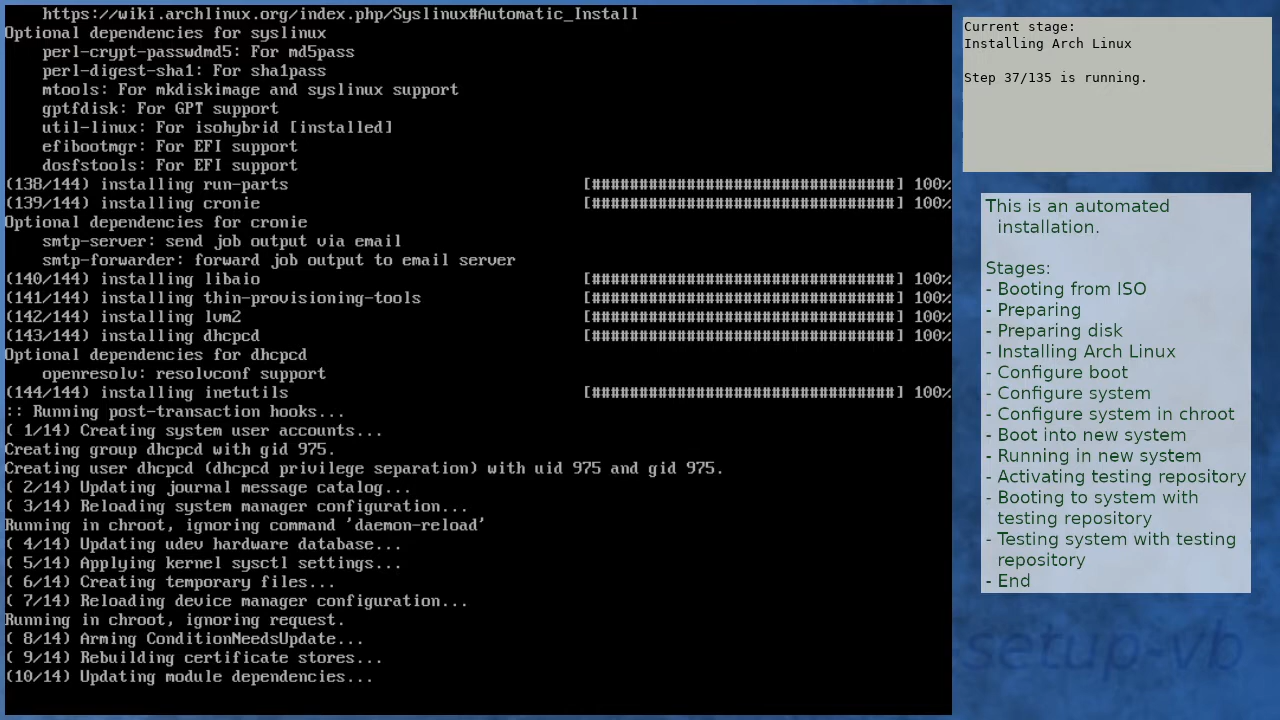 https://wiki.archlinux.org/index.php/Syslinux#Automatic_Install
Optional dependencies for syslinux
perl-crypt-passwdmd5: For md5pass
perl-digest-sha1: For sha1pass
mtools: For mkdiskimage and syslinux support
gptfdisk: For GPT support
util-linux: For isohybrid [installed]
efibootmgr: For EFI support
dosfstools: For EFI support
(138/144) installing run-parts [################################] 100%
(139/144) installing cronie [################################] 100%
Optional dependencies for cronie
smtp-server: send job output via email
smtp-forwarder: forward job output to email server
(140/144) installing libaio [################################] 100%
(141/144) installing thin-provisioning-tools [################################] 100%
(142/144) installing lvm2 [################################] 100%
(143/144) installing dhcpcd [################################] 100%
Optional dependencies for dhcpcd
openresolv: resolvconf support
(144/144) installing inetutils [################################] 100%
:: Running post-transaction hooks...
( 1/14) Creating system user accounts...
Creating group dhcpcd with gid 975.
Creating user dhcpcd (dhcpcd privilege separation) with uid 975 and gid 975.
( 2/14) Updating journal message catalog...
( 3/14) Reloading system manager configuration...
Running in chroot, ignoring command 'daemon-reload'
( 4/14) Updating udev hardware database...
( 5/14) Applying kernel sysctl settings...
( 6/14) Creating temporary files...
( 7/14) Reloading device manager configuration...
Running in chroot, ignoring request.
( 8/14) Arming ConditionNeedsUpdate...
( 9/14) Rebuilding certificate stores...
(10/14) Updating module dependencies...
Current stage:
Installing Arch Linux
Step 37/135 is running.
This is an automated
installation.
Stages:
- Booting from ISO
- Preparing
- Preparing disk
- Installing Arch Linux
- Configure boot
- Configure system
- Configure system in chroot
- Boot into new system
- Running in new system
- Activating testing repository
- Booting to system with
testing repository
- Testing system with testing
repository
- End
setup-vb